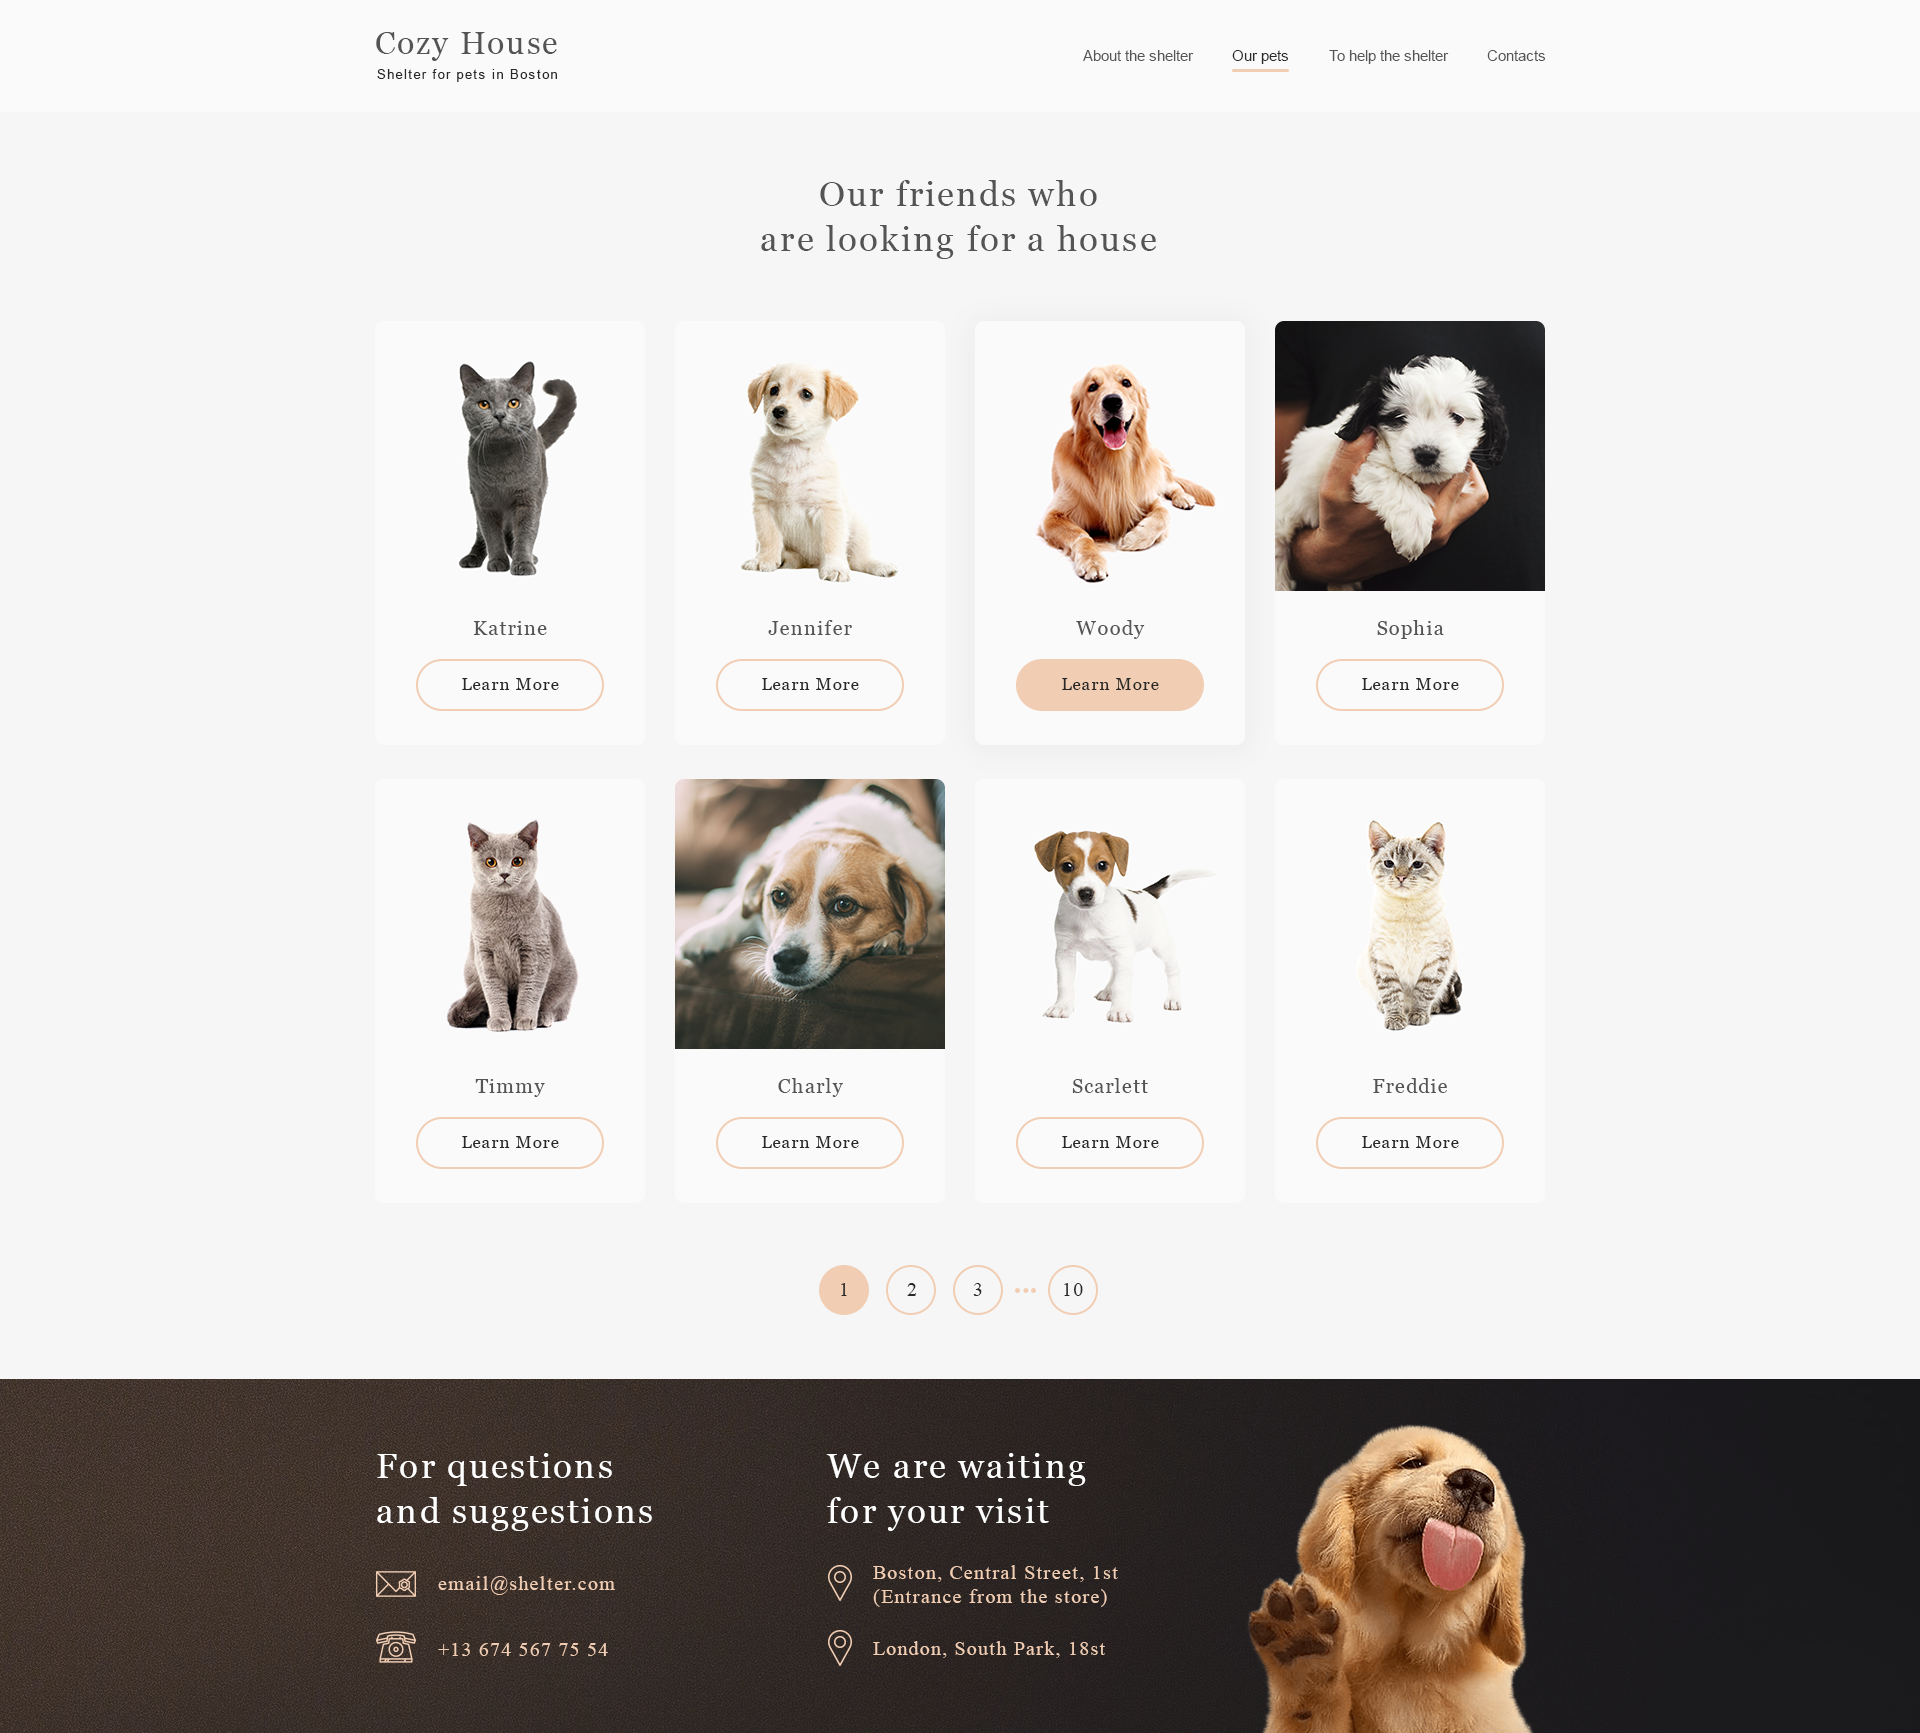 Cozy House
Shelter for pets in Boston
About the shelter
Our pets
To help the shelter
Contacts
Our friends who
are looking for a house
Katrine
Learn More
Jennifer
Learn More
Woody
Learn More
Sophia
Learn More
Timmy
Learn More
Charly
Learn More
Scarlett
Learn More
Freddie
Learn More
1 2 3 ••• 10
For questions
and suggestions
email@shelter.com
+13 674 567 75 54
We are waiting
for your visit
Boston, Central Street, 1st
(Entrance from the store)
London, South Park, 18st